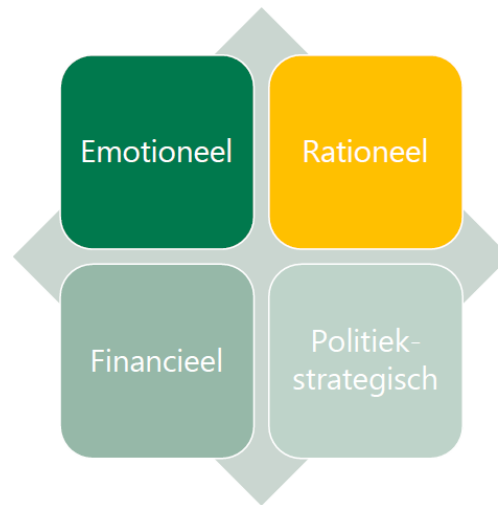 Emotioneel
Rationeel
Financieel
Politiek-
strategisch